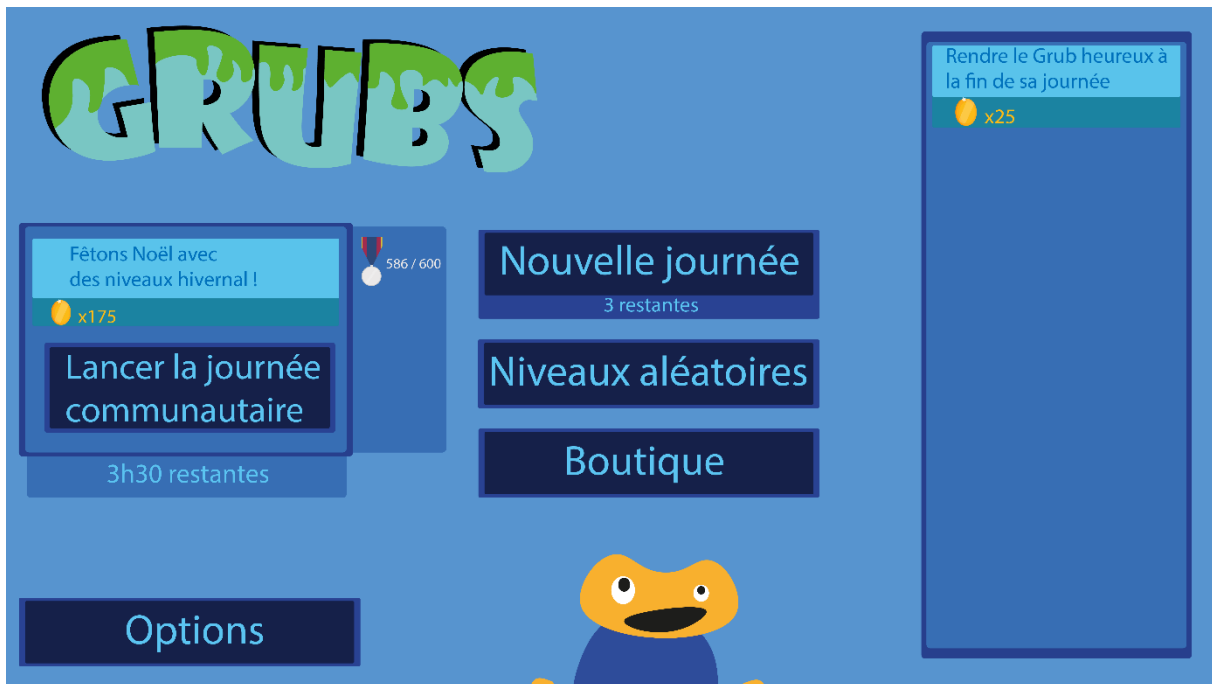 GRUBS
Fêtons Noël avec
des niveaux hivernal !
x175
Lancer la journée
communautaire
3h30 restantes
586 / 600
Nouvelle journée
3 restantes
Niveaux aléatoires
Boutique
Options
Rendre le Grub heureux à
la fin de sa journée
x25